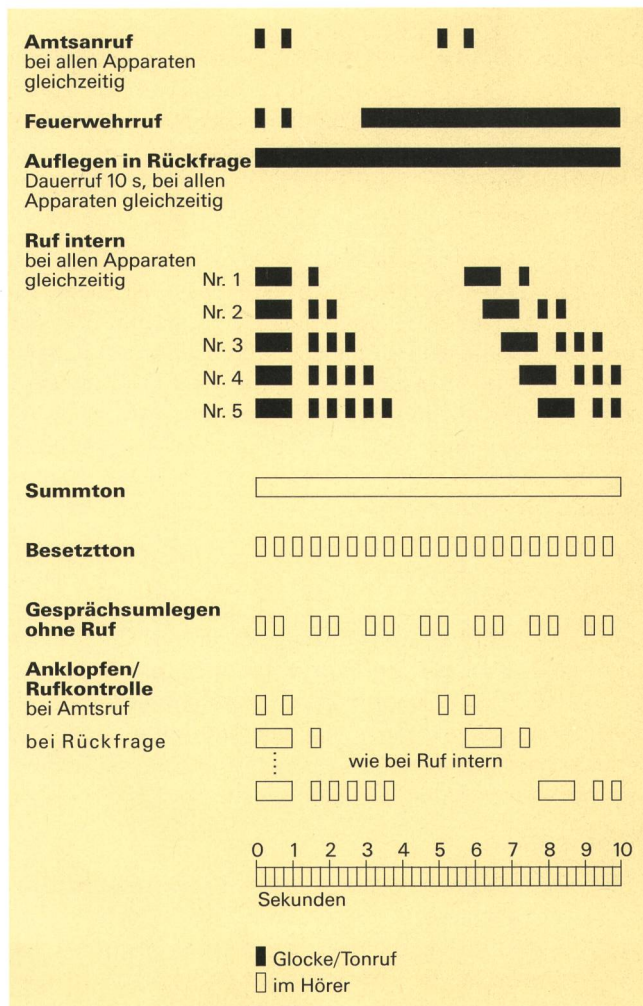 Amtsanruf
bei allen Apparaten
gleichzeitig
Feuerwehrruf
Auflegen in Rückfrage
Dauerruf 10 s, bei allen
Apparaten gleichzeitig
Ruf intern
bei allen Apparaten
gleichzeitig
Nr. 1
Nr. 2
Nr. 3
Nr. 4
Nr. 5
Summton
Besetztton
Gesprächsumlegen
ohne Ruf
Anklopfen/
Rufkontrolle
bei Amtsruf
bei Rückfrage
wie bei Ruf intern
0 1 2 3 4 5 6 7 8 9 10
Sekunden
Glocke/Tonruf
im Hörer